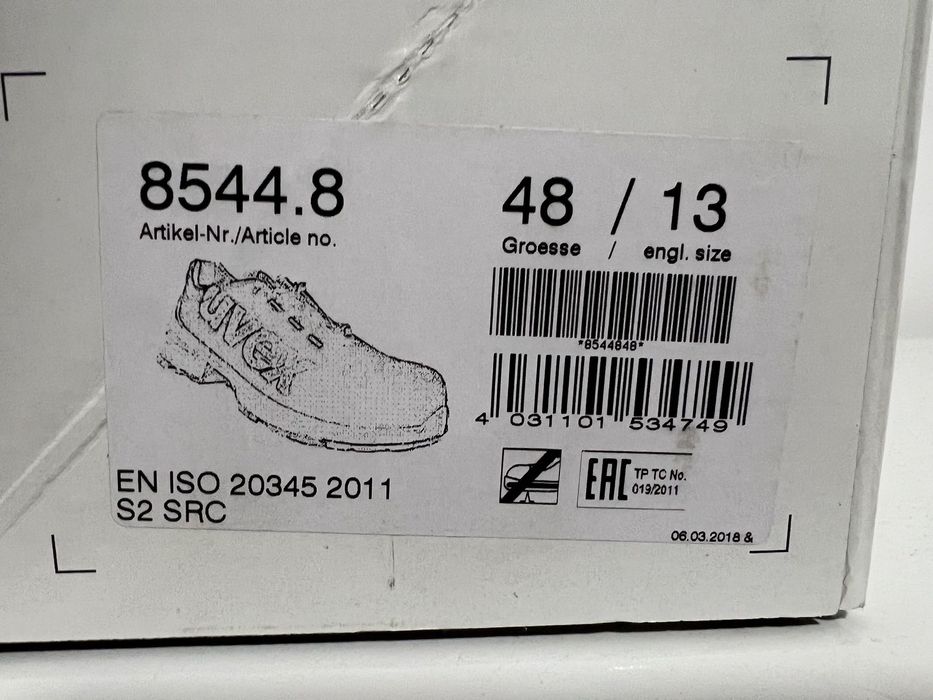 8544.8
Artikel-Nr./Article no.
48 / 13
Groesse / engl. size
uvex
*8544848*
4 031101 534749
EN ISO 20345 2011
S2 SRC
EAC TP TC No.
019/2011
06.03.2018 &